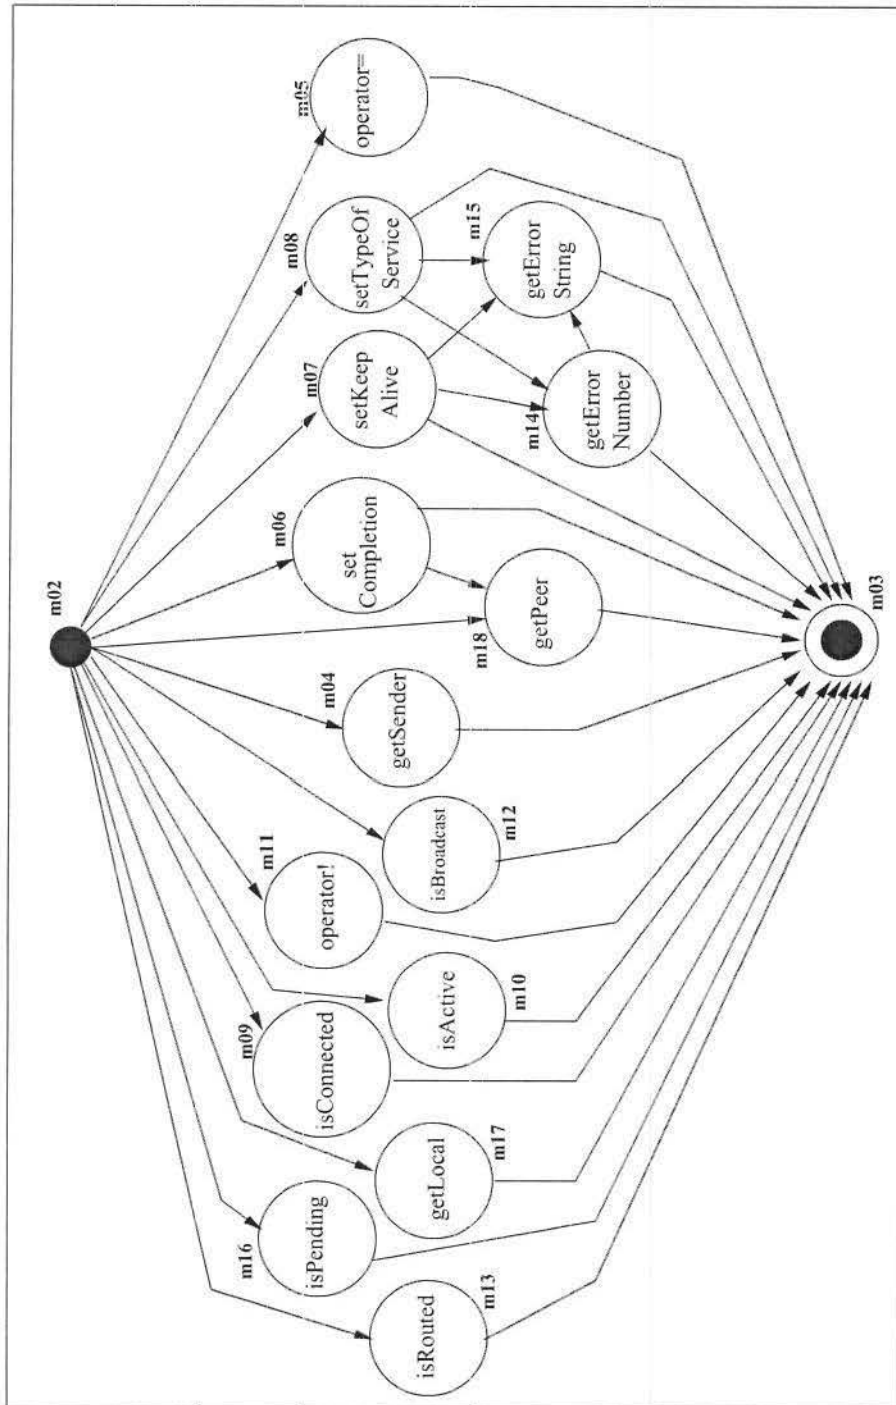 m02
m05
operator=
m08
setTypeOf
Service
m15
getError
String
m07
setKeep
Alive
m14
getError
Number
m06
set
Completion
m18
getPeer
m04
getSender
m12
isBroadcast
m11
operator!
m10
isActive
m09
isConnected
m17
getLocal
m16
isPending
m13
isRouted
m03